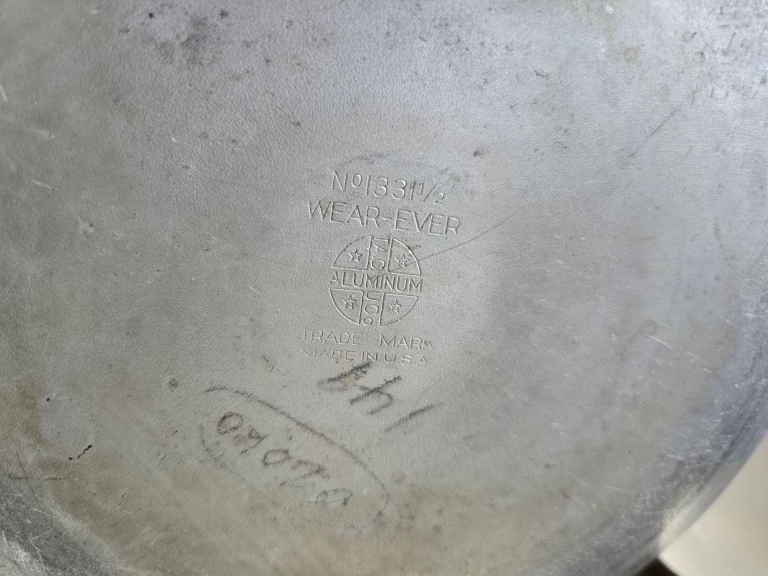 Nº1331½
WEAR-EVER
ALUMINUM
TRADE MARK
MADE IN U.S.A.